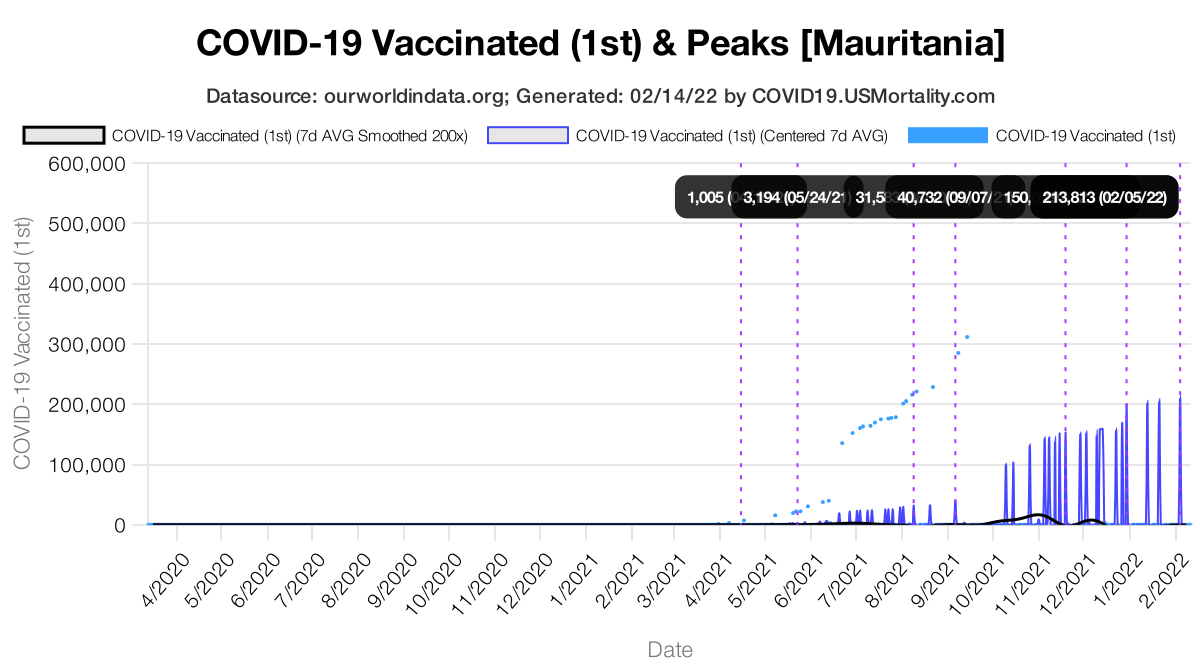 COVID-19 Vaccinated (1st) & Peaks [Mauritania]
Datasource: ourworldindata.org; Generated: 02/14/22 by COVID19.USMortality.com
COVID-19 Vaccinated (1st) (7d AVG Smoothed 200x) COVID-19 Vaccinated (1st) (Centered 7d AVG) COVID-19 Vaccinated (1st)
600,000
1,005 ( 3,194 (05/24/21) 31,5 40,732 (09/07/ 150, 213,813 (02/05/22)
500,000
400,000
300,000
200,000
100,000
0
COVID-19 Vaccinated (1st)
4/2020 5/2020 6/2020 7/2020 8/2020 9/2020 10/2020 11/2020 12/2020 1/2021 2/2021 3/2021 4/2021 5/2021 6/2021 7/2021 8/2021 9/2021 10/2021 11/2021 12/2021 1/2022 2/2022
Date